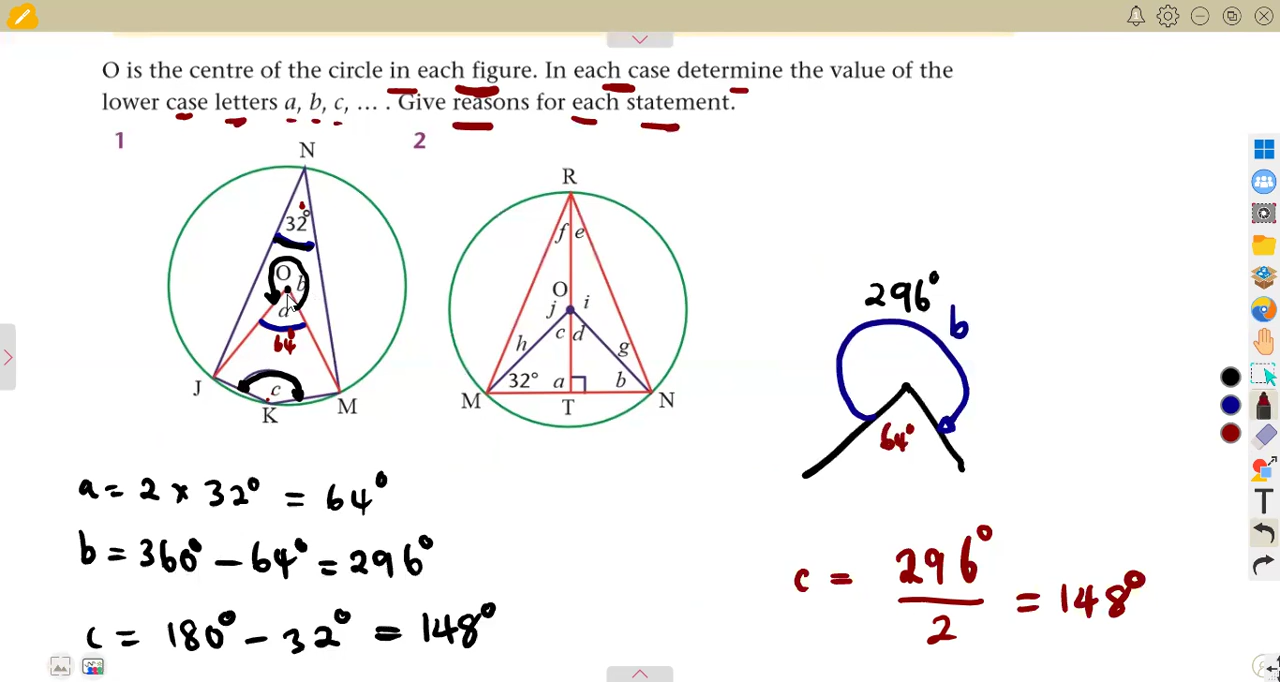 O is the centre of the circle in each figure. In each case determine the value of the
lower case letters a, b, c, ... . Give reasons for each statement.
1
2
N
32°
O
b
a
64°
J
c
K
M
R
f e
O
j i
c d
h
g
32° a
b
M
T
N
296°
b
64°
a = 2 × 32° = 64°
b = 360° - 64° = 296°
c = 180° - 32° = 148°
c = 296° / 2 = 148°
T